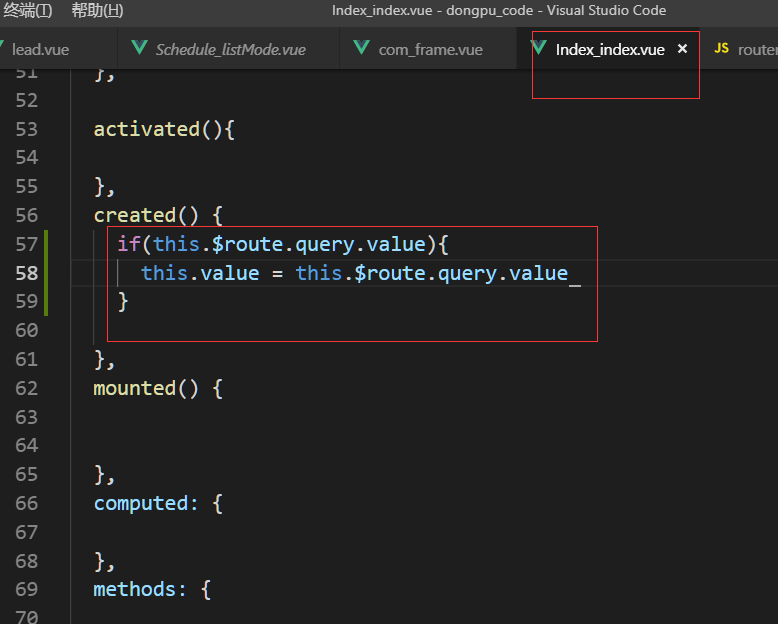 终端(T) 帮助(H) Index_index.vue - dongpu_code - Visual Studio Code
lead.vue Schedule_listMode.vue com_frame.vue Index_index.vue × JS router
51 },
52
53 activated(){
54
55 },
56 created() {
57 if(this.$route.query.value){
58 this.value = this.$route.query.value
59 }
60
61 },
62 mounted() {
63
64
65 },
66 computed: {
67
68 },
69 methods: {
70